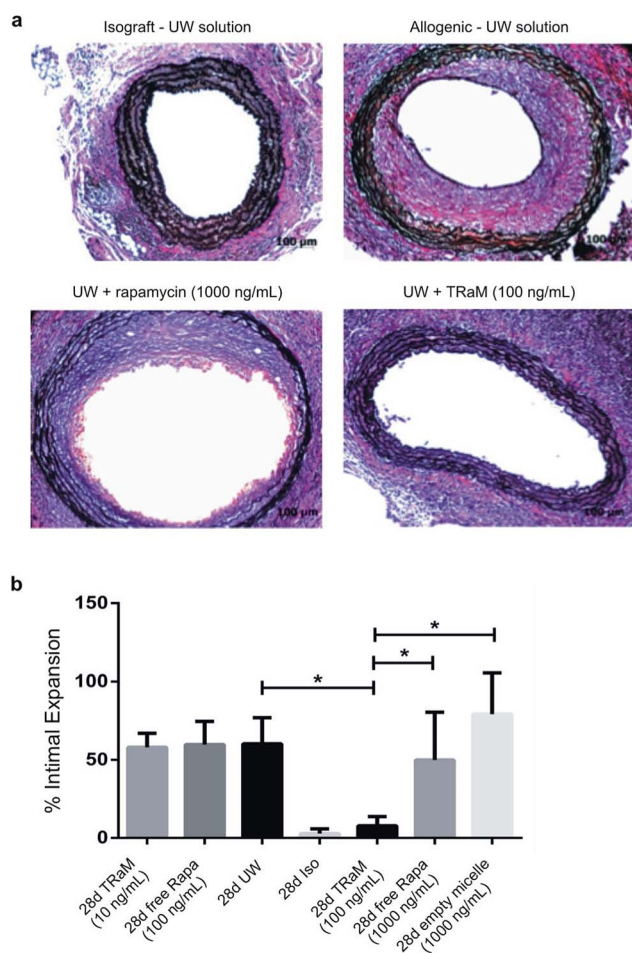 a
Isograft - UW solution
Allogenic - UW solution
100 µm
100 µm
UW + rapamycin (1000 ng/mL)
UW + TRaM (100 ng/mL)
100 µm
100 µm
b
% Intimal Expansion
150
100
50
0
*
*
*
28d TRaM
(10 ng/mL)
28d free Rapa
(100 ng/mL)
28d UW
28d Iso
28d TRaM
(100 ng/mL)
28d free Rapa
(1000 ng/mL)
28d empty micelle
(1000 ng/mL)